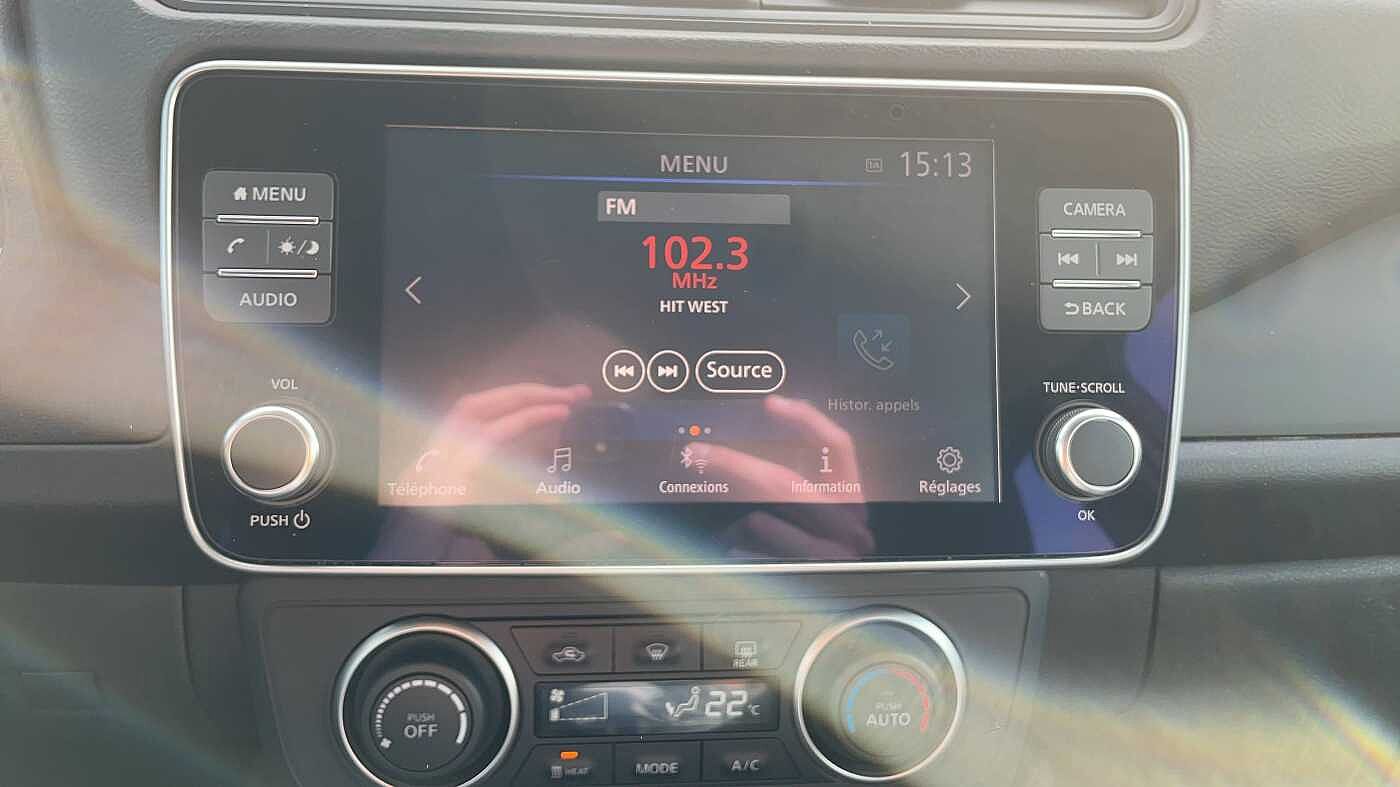 MENU
15:13
MENU
CAMERA
FM
102.3
MHz
HIT WEST
AUDIO
BACK
Source
VOL
TUNE·SCROLL
Histor. appels
Téléphone
Audio
Connexions
Information
Réglages
PUSH
OK
REAR
PUSH
OFF
22°C
PUSH
AUTO
HEAT
MODE
A/C